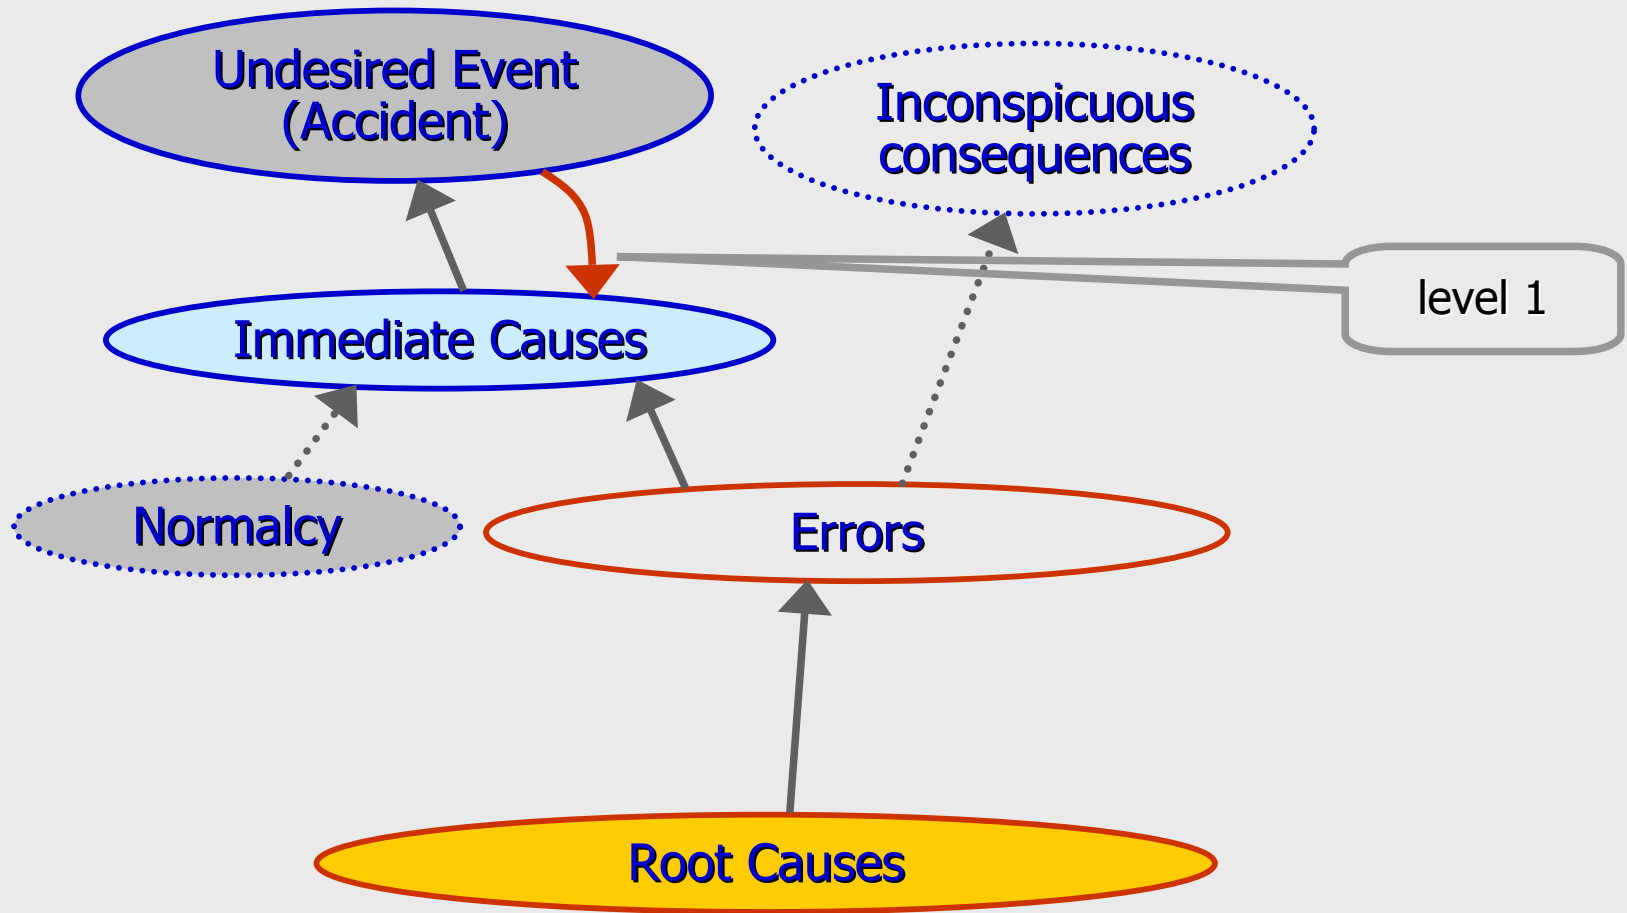 Undesired Event
(Accident)
Inconspicuous
consequences
level 1
Immediate Causes
Normalcy
Errors
Root Causes